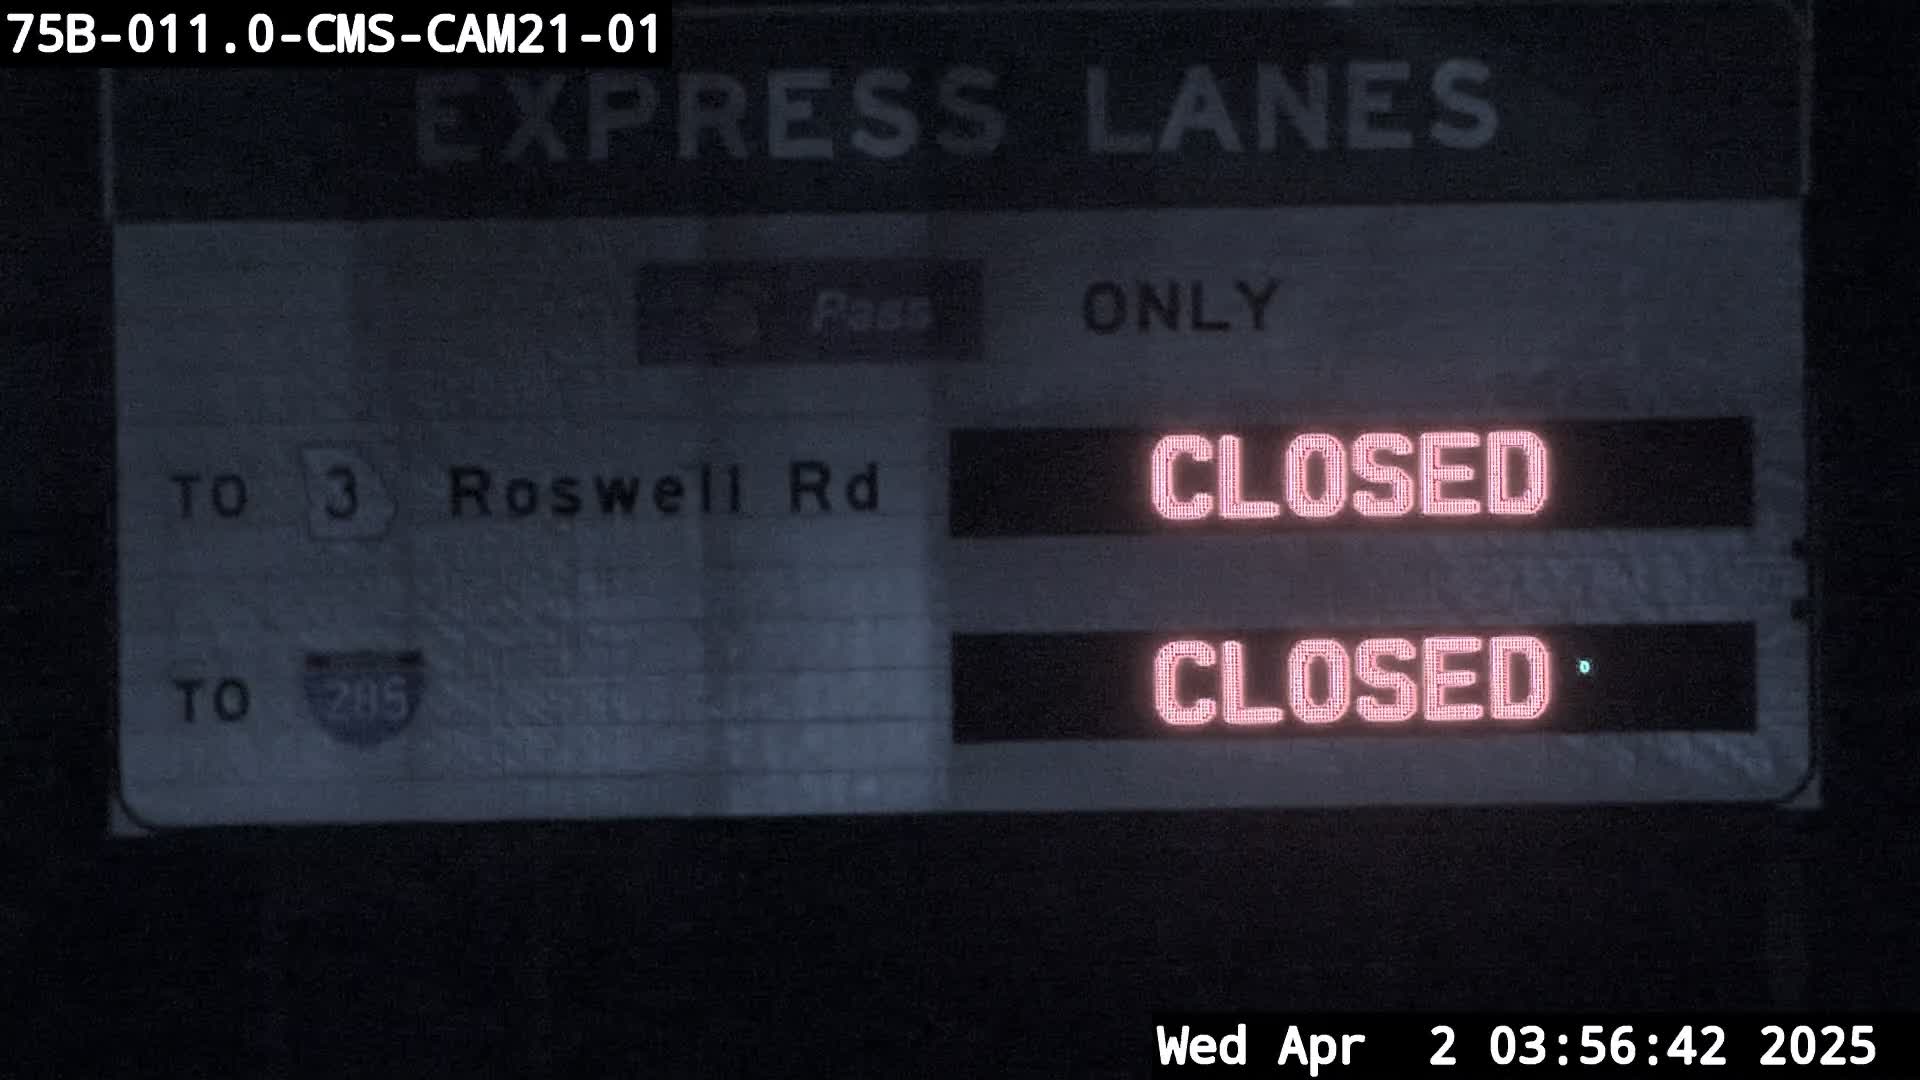 75B-011.0-CMS-CAM21-01
EXPRESS LANES
Pass ONLY
TO 3 Roswell Rd CLOSED
TO 285 CLOSED
Wed Apr 2 03:56:42 2025